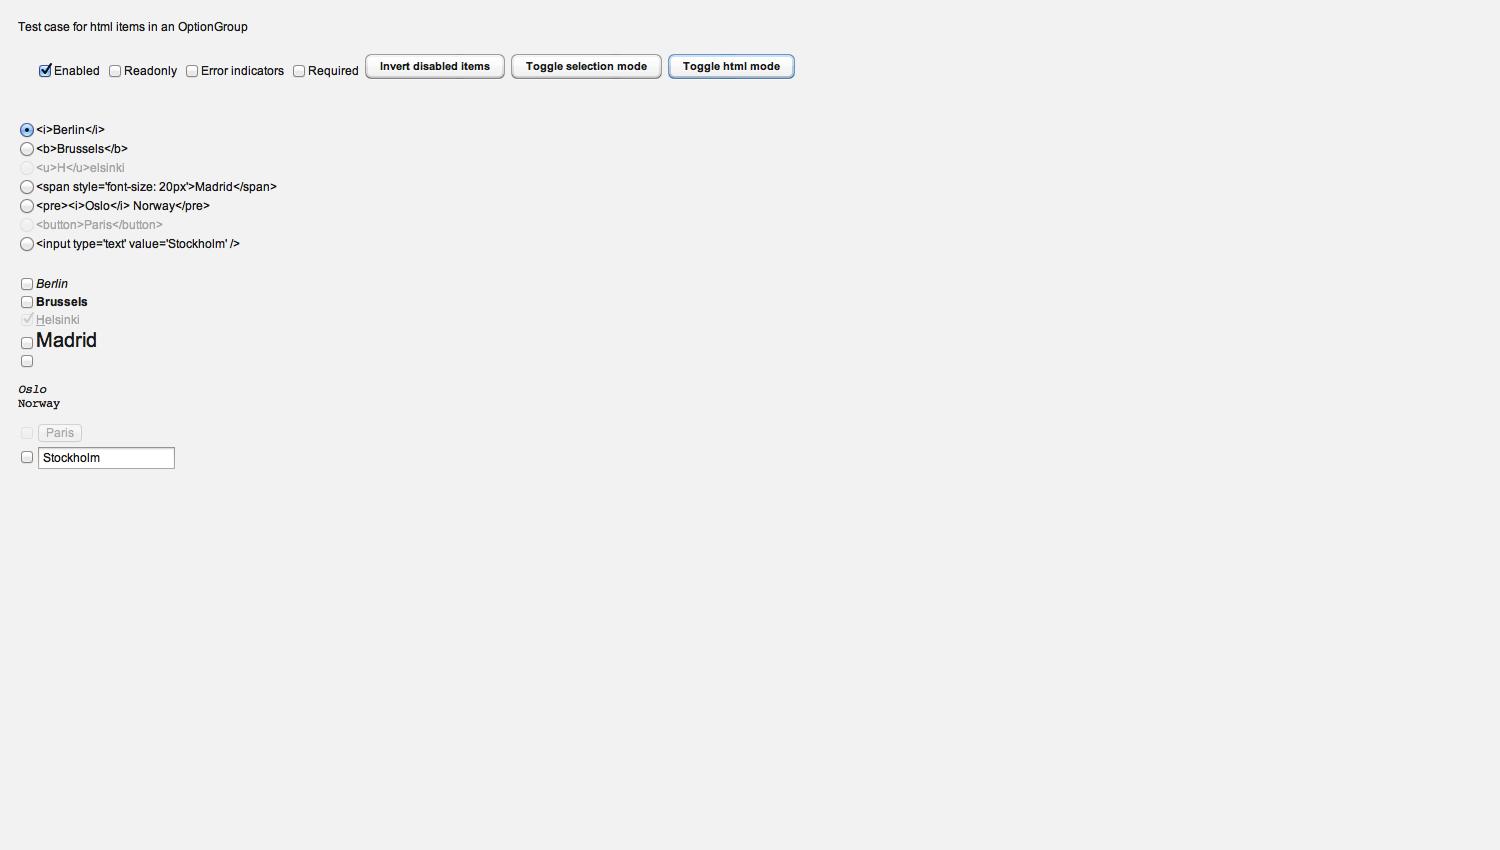 Test case for html items in an OptionGroup
Enabled Readonly Error indicators Required Invert disabled items Toggle selection mode Toggle html mode
<i>Berlin</i>
<b>Brussels</b>
<u>H</u>elsinki
<span style='font-size: 20px'>Madrid</span>
<pre><i>Oslo</i> Norway</pre>
<button>Paris</button>
<input type='text' value='Stockholm' />
Berlin
Brussels
Helsinki
Madrid
Oslo
Norway
Paris
Stockholm